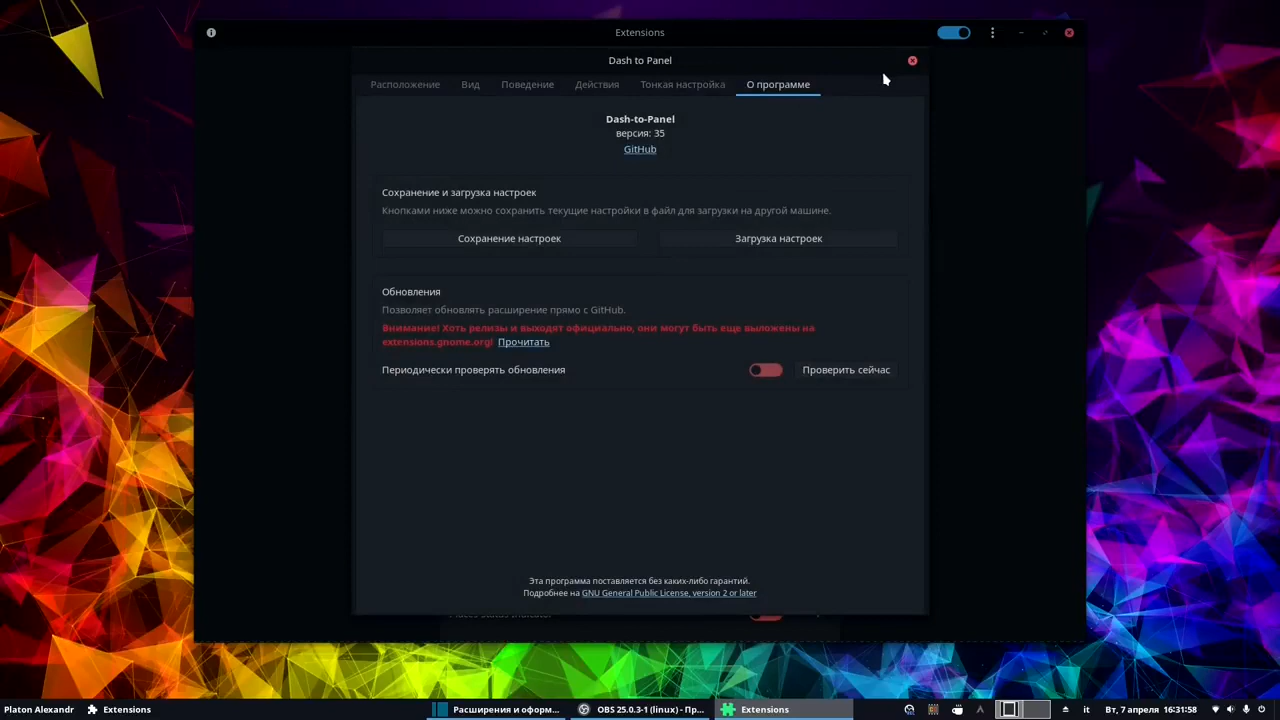 Extensions
Dash to Panel
Расположение Вид Поведение Действия Тонкая настройка О программе
Dash-to-Panel
версия: 35
GitHub
Сохранение и загрузка настроек
Кнопками ниже можно сохранить текущие настройки в файл для загрузки на другой машине.
Сохранение настроек Загрузка настроек
Обновления
Позволяет обновлять расширение прямо с GitHub.
Внимание! Хоть релизы и выходят официально, они могут быть еще выложены на
extensions.gnome.org! Прочитать
Периодически проверять обновления Проверить сейчас
Эта программа поставляется без каких-либо гарантий.
Подробнее на GNU General Public License, version 2 or later
Platon Alexandr Extensions Расширения и оформ... OBS 25.0.3-1 (linux) - Пр... Extensions it Вт, 7 апреля 16:31:58